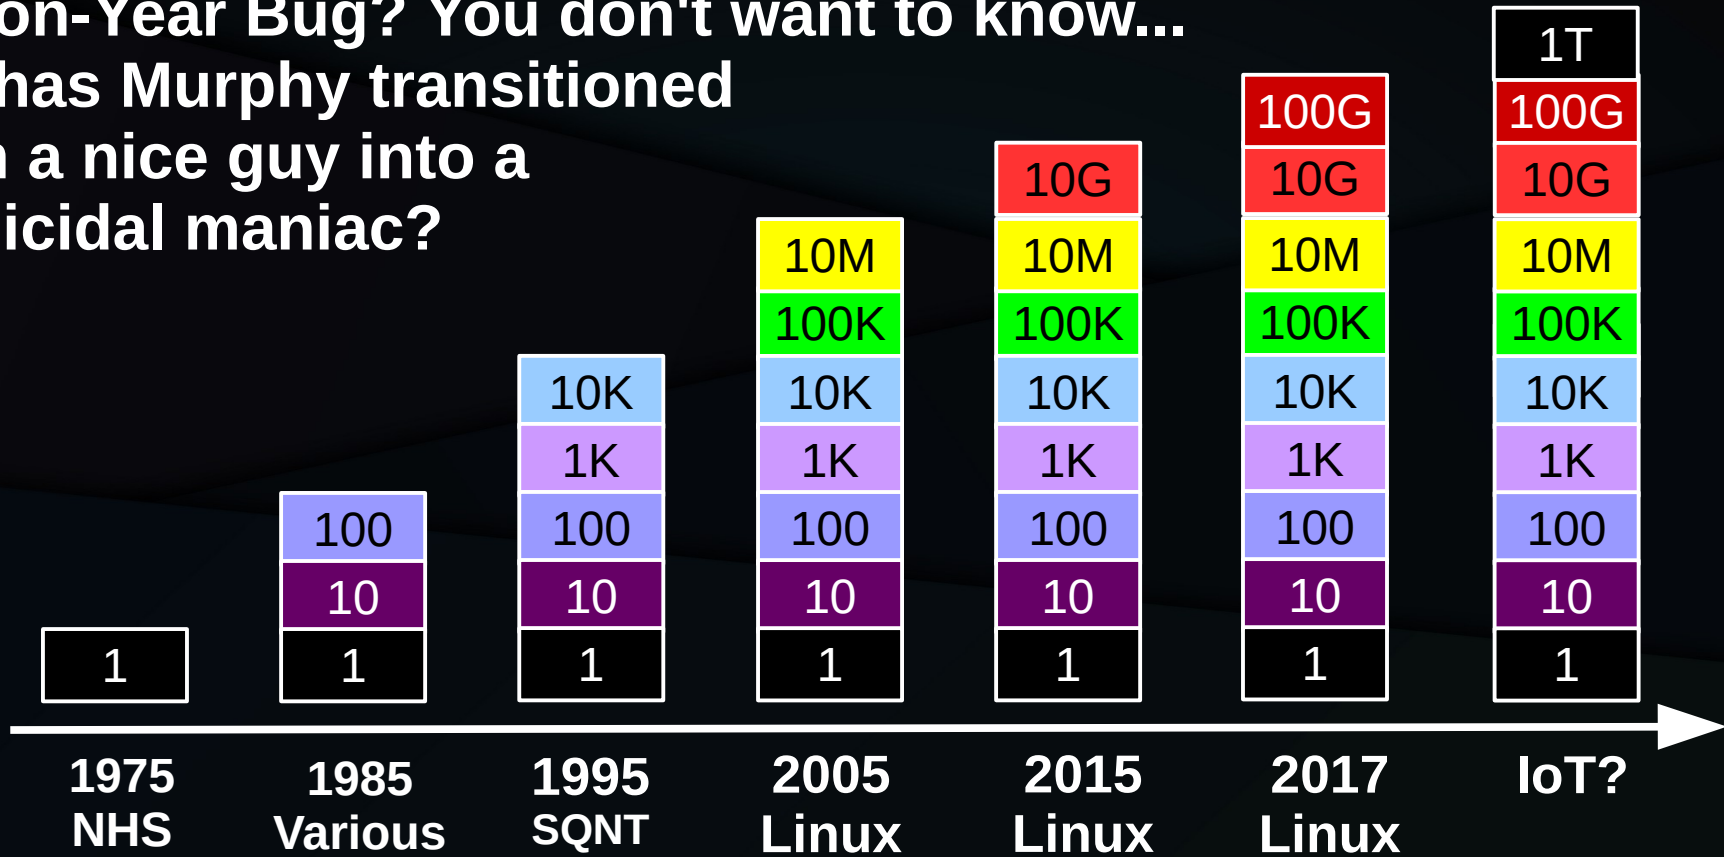 on-Year Bug? You don't want to know...
has Murphy transitioned
a nice guy into a
icidal maniac?
1T
100G 100G
10G 10G 10G
10M 10M 10M 10M
100K 100K 100K 100K
10K 10K 10K 10K 10K
1K 1K 1K 1K 1K
100 100 100 100 100 100
10 10 10 10 10 10
1 1 1 1 1 1 1
1975 1985 1995 2005 2015 2017 IoT?
NHS Various SQNT Linux Linux Linux